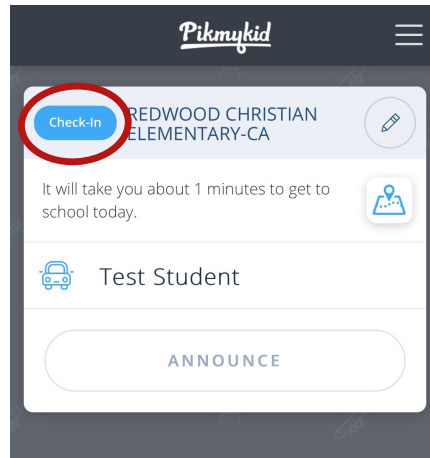 Pikmykid
Check-In
REDWOOD CHRISTIAN
ELEMENTARY-CA
It will take you about 1 minutes to get to
school today.
Test Student
ANNOUNCE